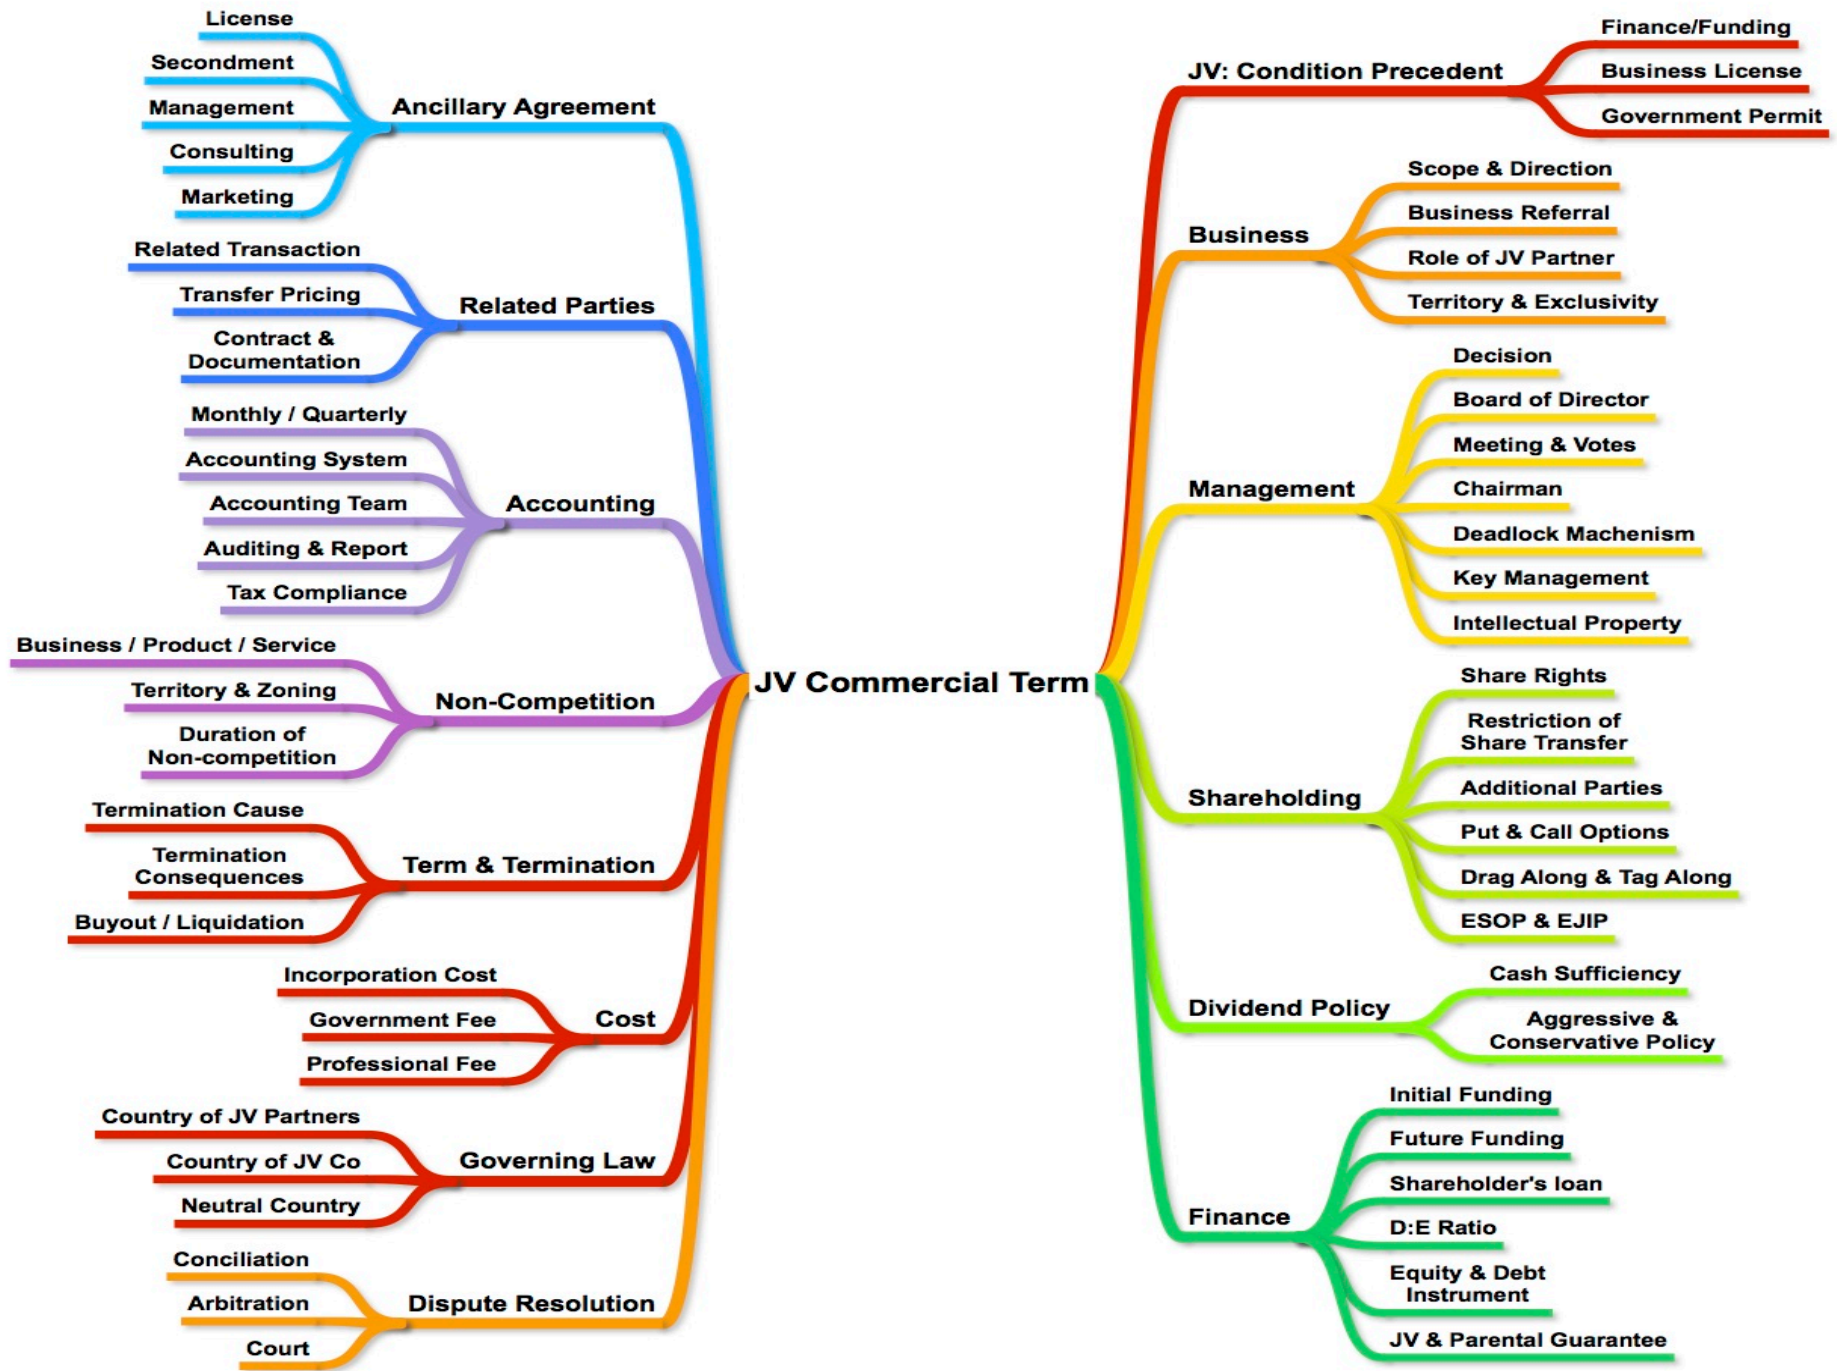 License
Secondment
Management
Consulting
Marketing
Ancillary Agreement
Related Transaction
Transfer Pricing
Contract &
Documentation
Related Parties
Monthly / Quarterly
Accounting System
Accounting Team
Auditing & Report
Tax Compliance
Accounting
Business / Product / Service
Territory & Zoning
Duration of
Non-competition
Non-Competition
Termination Cause
Termination
Consequences
Buyout / Liquidation
Term & Termination
Incorporation Cost
Government Fee
Professional Fee
Cost
Country of JV Partners
Country of JV Co
Neutral Country
Governing Law
Conciliation
Arbitration
Court
Dispute Resolution
JV Commercial Term
JV: Condition Precedent
Finance/Funding
Business License
Government Permit
Business
Scope & Direction
Business Referral
Role of JV Partner
Territory & Exclusivity
Management
Decision
Board of Director
Meeting & Votes
Chairman
Deadlock Machenism
Key Management
Intellectual Property
Shareholding
Share Rights
Restriction of
Share Transfer
Additional Parties
Put & Call Options
Drag Along & Tag Along
ESOP & EJIP
Dividend Policy
Cash Sufficiency
Aggressive &
Conservative Policy
Finance
Initial Funding
Future Funding
Shareholder's loan
D:E Ratio
Equity & Debt
Instrument
JV & Parental Guarantee